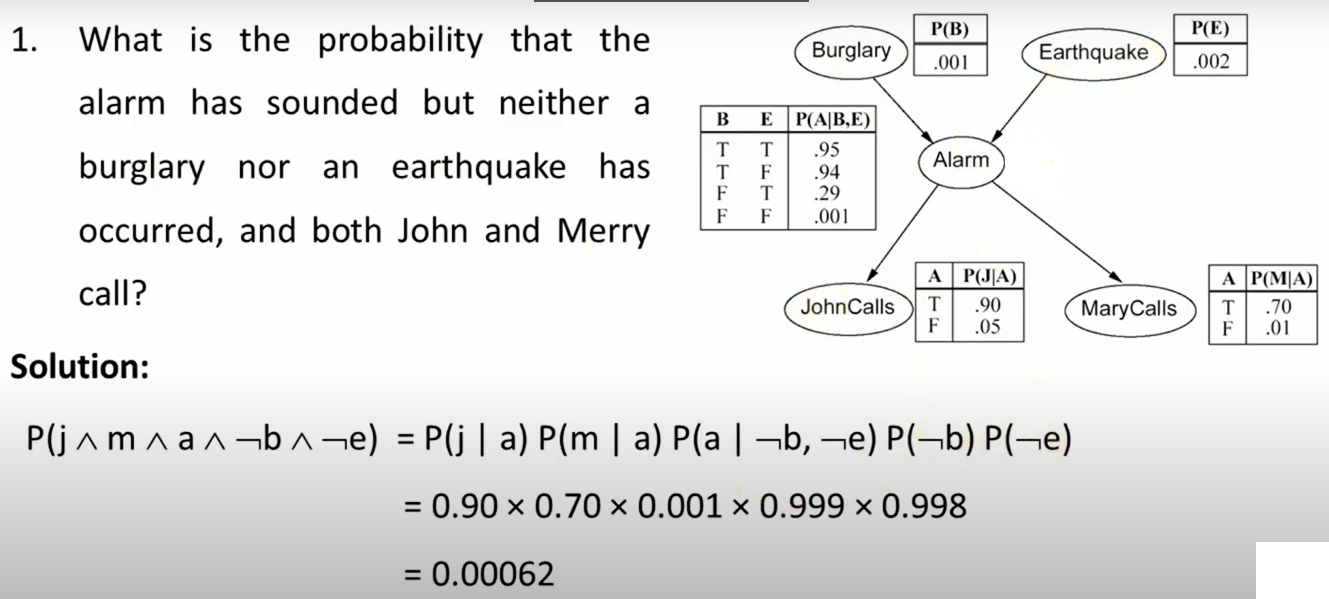 1. What is the probability that the
alarm has sounded but neither a
burglary nor an earthquake has
occurred, and both John and Merry
call?
Burglary
P(B)
.001
Earthquake
P(E)
.002
B E P(A|B,E)
T T .95
T F .94
F T .29
F F .001
Alarm
JohnCalls
A P(J|A)
T .90
F .05
MaryCalls
A P(M|A)
T .70
F .01
Solution:
P(j ∧ m ∧ a ∧ ¬b ∧ ¬e) = P(j | a) P(m | a) P(a | ¬b, ¬e) P(¬b) P(¬e)
= 0.90 × 0.70 × 0.001 × 0.999 × 0.998
= 0.00062